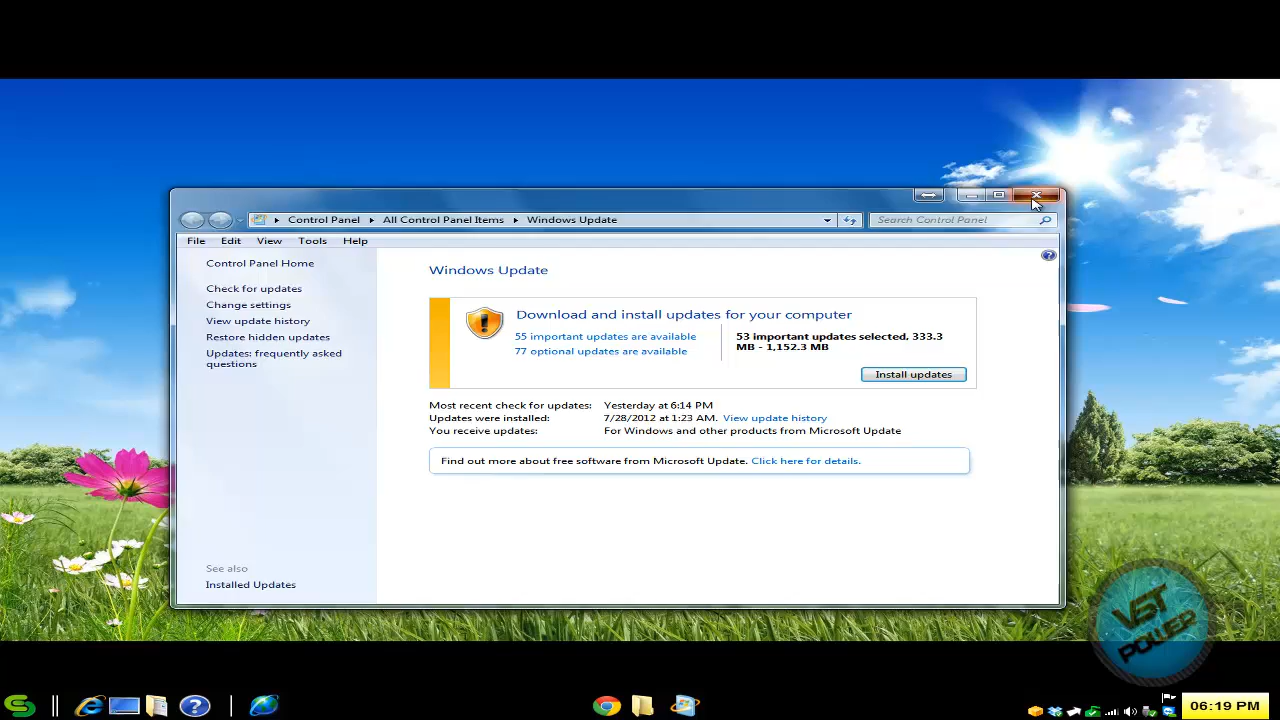 Control Panel ▸ All Control Panel Items ▸ Windows Update
Search Control Panel
File Edit View Tools Help
Control Panel Home
Check for updates
Change settings
View update history
Restore hidden updates
Updates: frequently asked
questions
See also
Installed Updates
Windows Update
Download and install updates for your computer
55 important updates are available
77 optional updates are available
53 important updates selected, 333.3
MB - 1,152.3 MB
Install updates
Most recent check for updates: Yesterday at 6:14 PM
Updates were installed: 7/28/2012 at 1:23 AM. View update history
You receive updates: For Windows and other products from Microsoft Update
Find out more about free software from Microsoft Update. Click here for details.
VST
POWER
06:19 PM